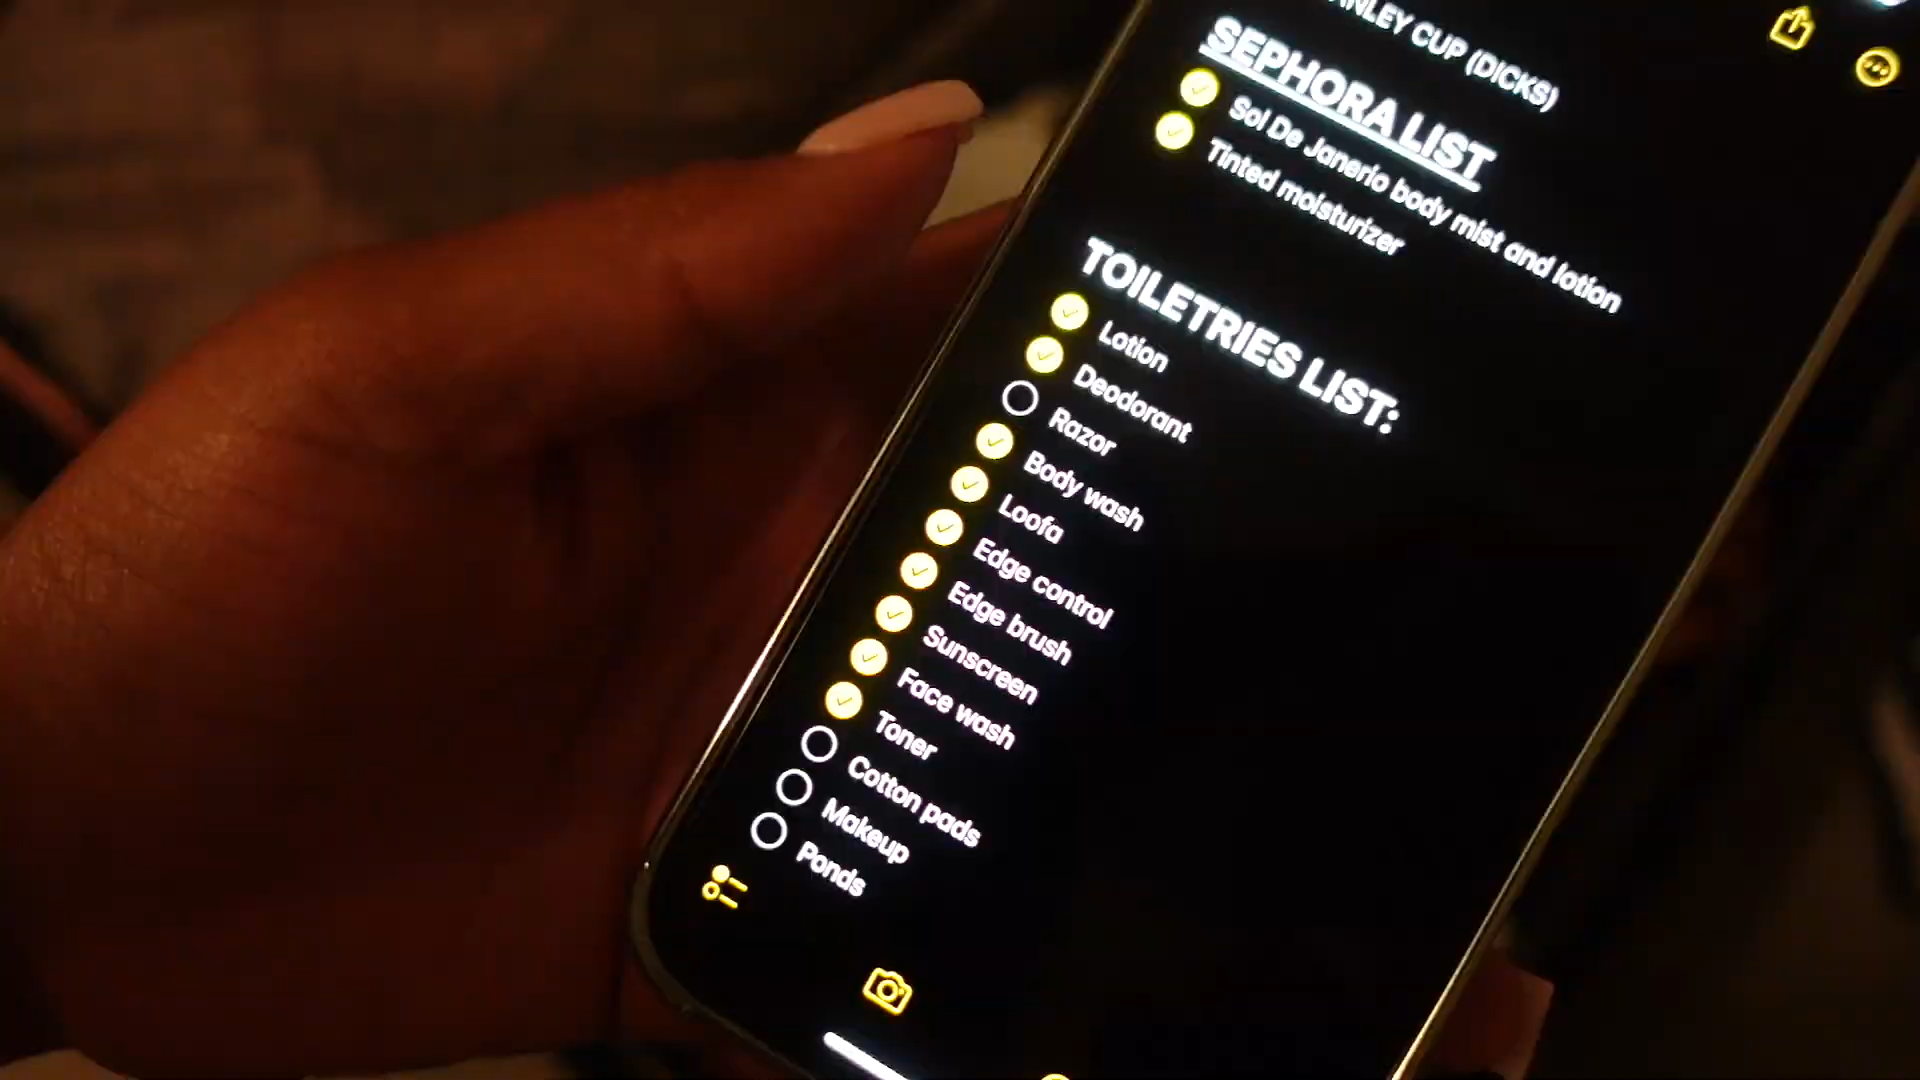 ANLEY CUP (DICKS)
SEPHORA LIST
Sol De Janerio body mist and lotion
Tinted moisturizer
TOILETRIES LIST:
Lotion
Deodorant
Razor
Body wash
Loofa
Edge control
Edge brush
Sunscreen
Face wash
Toner
Cotton pads
Makeup
Ponds